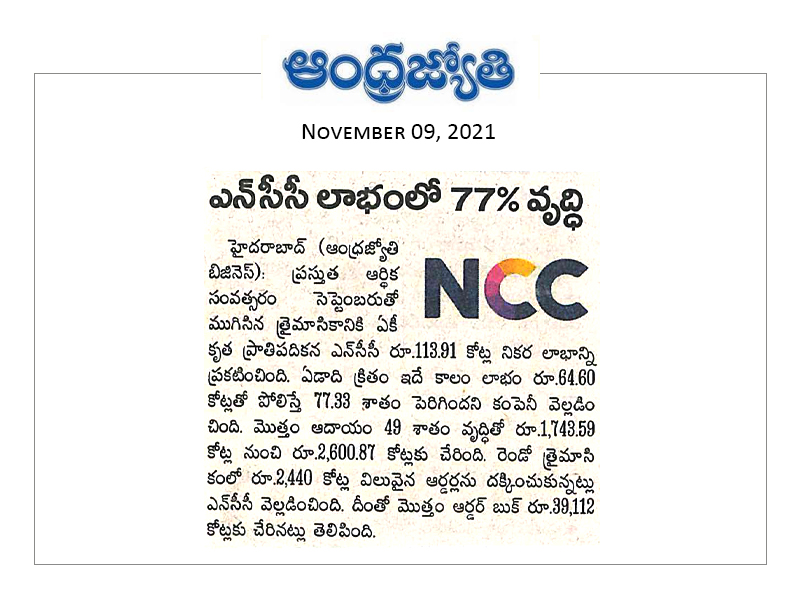 ఆంధ్రజ్యోతి
NOVEMBER 09, 2021
ఎన్‌సీసీ లాభంలో 77% వృద్ధి
హైదరాబాద్ (ఆంధ్రజ్యోతి
బిజినెస్): ప్రస్తుత ఆర్థిక
సంవత్సరం సెప్టెంబరుతో
ముగిసిన త్రైమాసికానికి ఏకీ
NCC
కృత ప్రాతిపదికన ఎన్‌సీసీ రూ.113.91 కోట్ల నికర లాభాన్ని
ప్రకటించింది. ఏడాది క్రితం ఇదే కాలం లాభం రూ.64.60
కోట్లతో పోలిస్తే 77.33 శాతం పెరిగిందని కంపెనీ వెల్లడిం
చింది. మొత్తం ఆదాయం 49 శాతం వృద్ధితో రూ.1,743.59
కోట్ల నుంచి రూ.2,600.87 కోట్లకు చేరింది. రెండో త్రైమాసి
కంలో రూ.2,440 కోట్ల విలువైన ఆర్డర్లను దక్కించుకున్నట్లు
ఎన్‌సీసీ వెల్లడించింది. దీంతో మొత్తం ఆర్డర్ బుక్ రూ.39,112
కోట్లకు చేరినట్లు తెలిపింది.